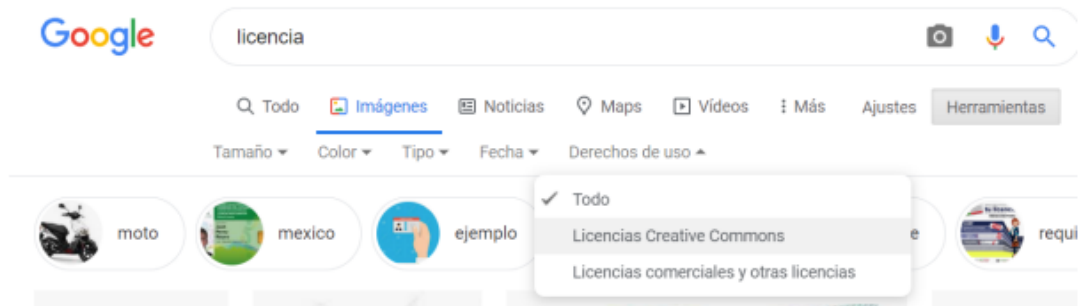 Google licencia
Todo Imágenes Noticias Maps Vídeos Más Ajustes Herramientas
Tamaño Color Tipo Fecha Derechos de uso
Todo
moto mexico ejemplo Licencias Creative Commons e requi
Licencias comerciales y otras licencias